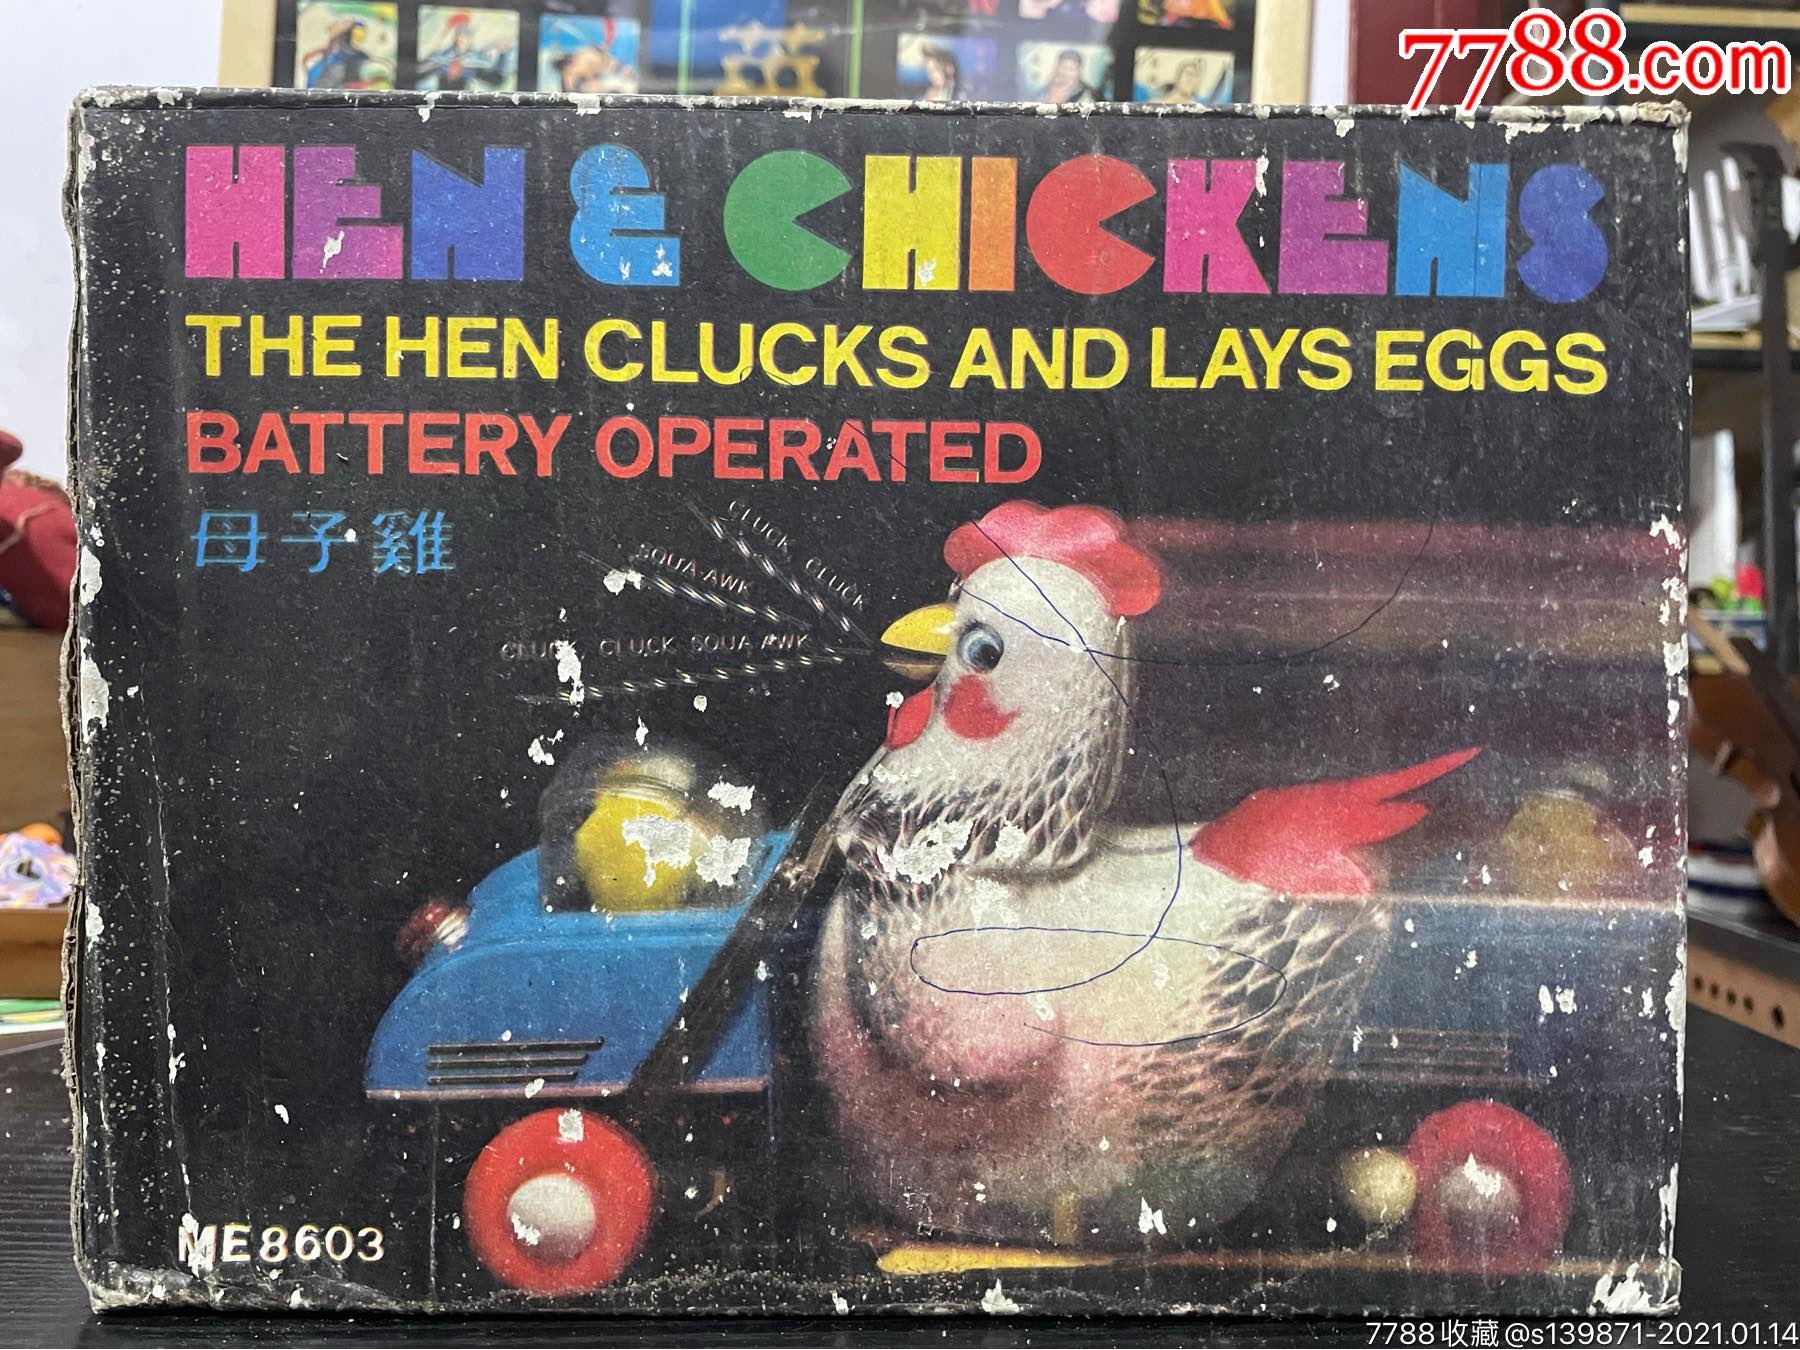 7788.com
HEN & CHICKENS
THE HEN CLUCKS AND LAYS EGGS
BATTERY OPERATED
母子雞
CLUCK CLUCK
SQUA-AWK
CLUCK CLUCK SQUA-AWK
ME8603
7788收藏@s139871-2021.01.14